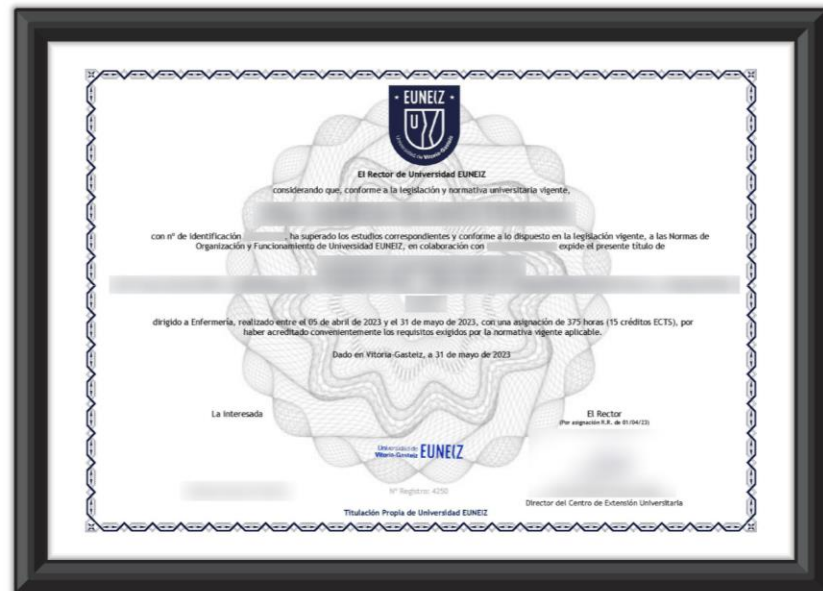 EUNEIZ
Universidad de Vitoria-Gasteiz
El Rector de Universidad EUNEIZ
considerando que, conforme a la legislación y normativa universitaria vigente,
con nº de identificación , ha superado los estudios correspondientes y conforme a lo dispuesto en la legislación vigente, a las Normas de
Organización y Funcionamiento de Universidad EUNEIZ, en colaboración con expide el presente título de
dirigido a Enfermería, realizado entre el 05 de abril de 2023 y el 31 de mayo de 2023, con una asignación de 375 horas (15 créditos ECTS), por
haber acreditado convenientemente los requisitos exigidos por la normativa vigente aplicable.
Dado en Vitoria-Gasteiz, a 31 de mayo de 2023
La interesada
El Rector
(Por asignación R.R. de 01/04/23)
Universidad de
Vitoria-Gasteiz EUNEIZ
Nº Registro: 4250
Director del Centro de Extensión Universitaria
Titulación Propia de Universidad EUNEIZ